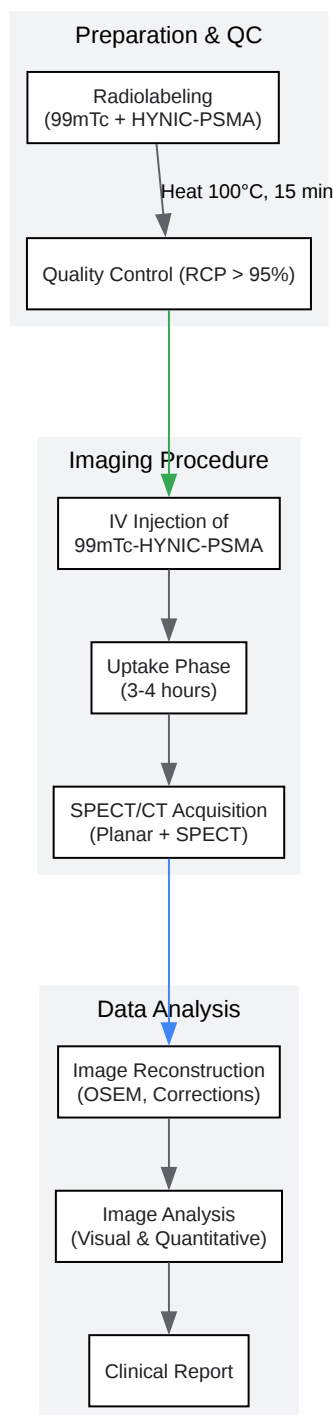 Preparation & QC
Radiolabeling
(99mTc + HYNIC-PSMA)
Heat 100°C, 15 min
Quality Control (RCP > 95%)
Imaging Procedure
IV Injection of
99mTc-HYNIC-PSMA
Uptake Phase
(3-4 hours)
SPECT/CT Acquisition
(Planar + SPECT)
Data Analysis
Image Reconstruction
(OSEM, Corrections)
Image Analysis
(Visual & Quantitative)
Clinical Report